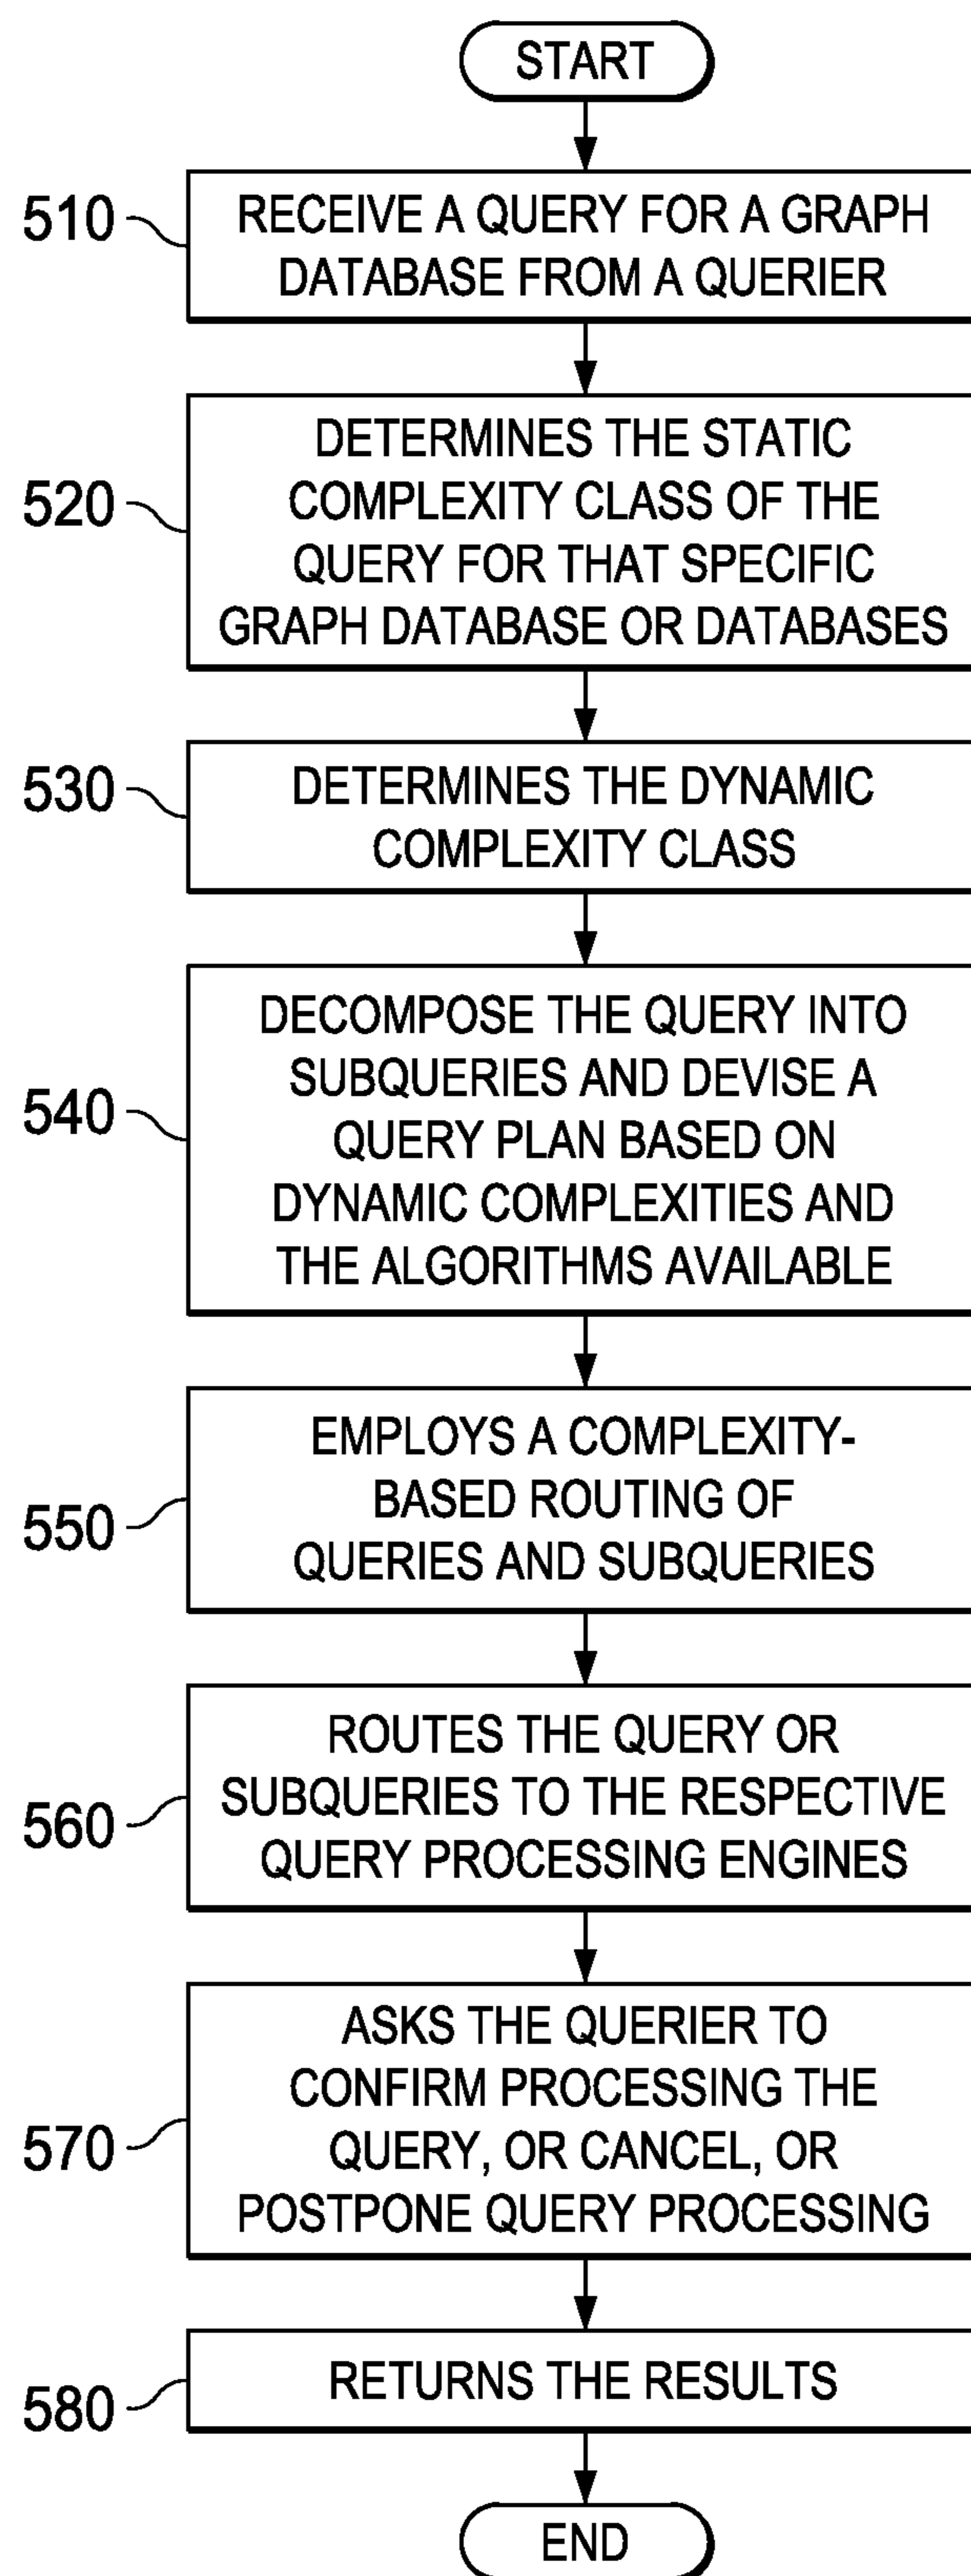 START
510
RECEIVE A QUERY FOR A GRAPH
DATABASE FROM A QUERIER
520
DETERMINES THE STATIC
COMPLEXITY CLASS OF THE
QUERY FOR THAT SPECIFIC
GRAPH DATABASE OR DATABASES
530
DETERMINES THE DYNAMIC
COMPLEXITY CLASS
540
DECOMPOSE THE QUERY INTO
SUBQUERIES AND DEVISE A
QUERY PLAN BASED ON
DYNAMIC COMPLEXITIES AND
THE ALGORITHMS AVAILABLE
550
EMPLOYS A COMPLEXITY-
BASED ROUTING OF
QUERIES AND SUBQUERIES
560
ROUTES THE QUERY OR
SUBQUERIES TO THE RESPECTIVE
QUERY PROCESSING ENGINES
570
ASKS THE QUERIER TO
CONFIRM PROCESSING THE
QUERY, OR CANCEL, OR
POSTPONE QUERY PROCESSING
580
RETURNS THE RESULTS
END